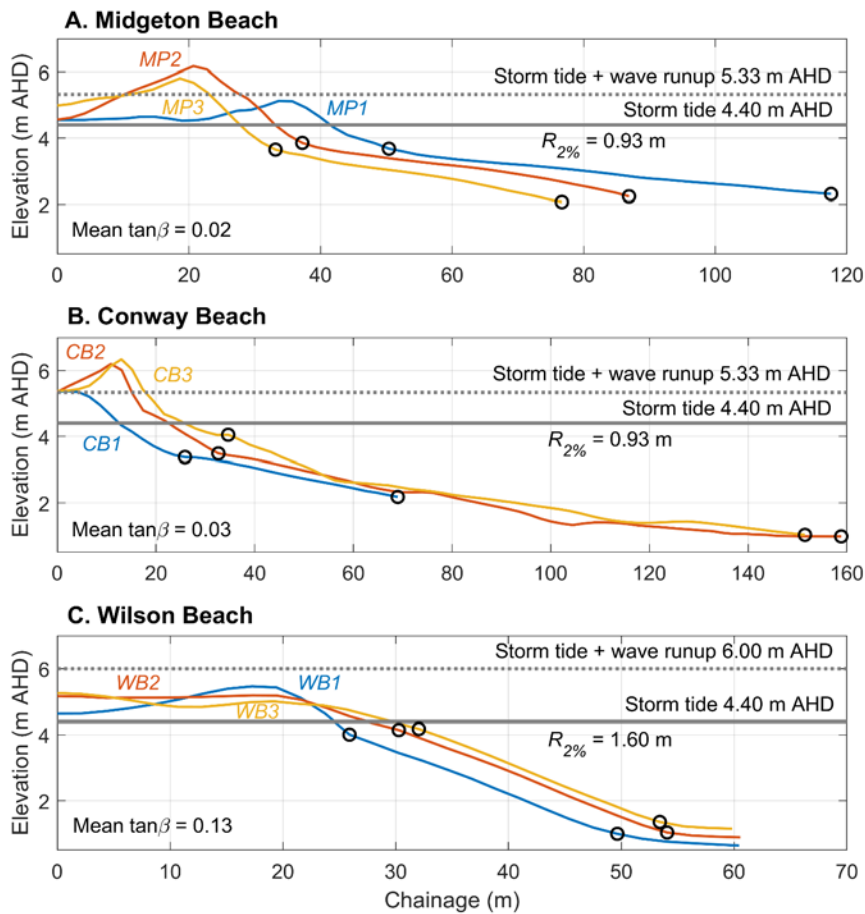 A. Midgeton Beach
MP2
MP3
MP1
Storm tide + wave runup 5.33 m AHD
Storm tide 4.40 m AHD
R2% = 0.93 m
Mean tanβ = 0.02
Elevation (m AHD)
6
4
2
0 20 40 60 80 100 120
B. Conway Beach
CB2
CB3
CB1
Storm tide + wave runup 5.33 m AHD
Storm tide 4.40 m AHD
R2% = 0.93 m
Mean tanβ = 0.03
Elevation (m AHD)
6
4
2
0 20 40 60 80 100 120 140 160
C. Wilson Beach
WB2
WB3
WB1
Storm tide + wave runup 6.00 m AHD
Storm tide 4.40 m AHD
R2% = 1.60 m
Mean tanβ = 0.13
Elevation (m AHD)
6
4
2
0 10 20 30 40 50 60 70
Chainage (m)